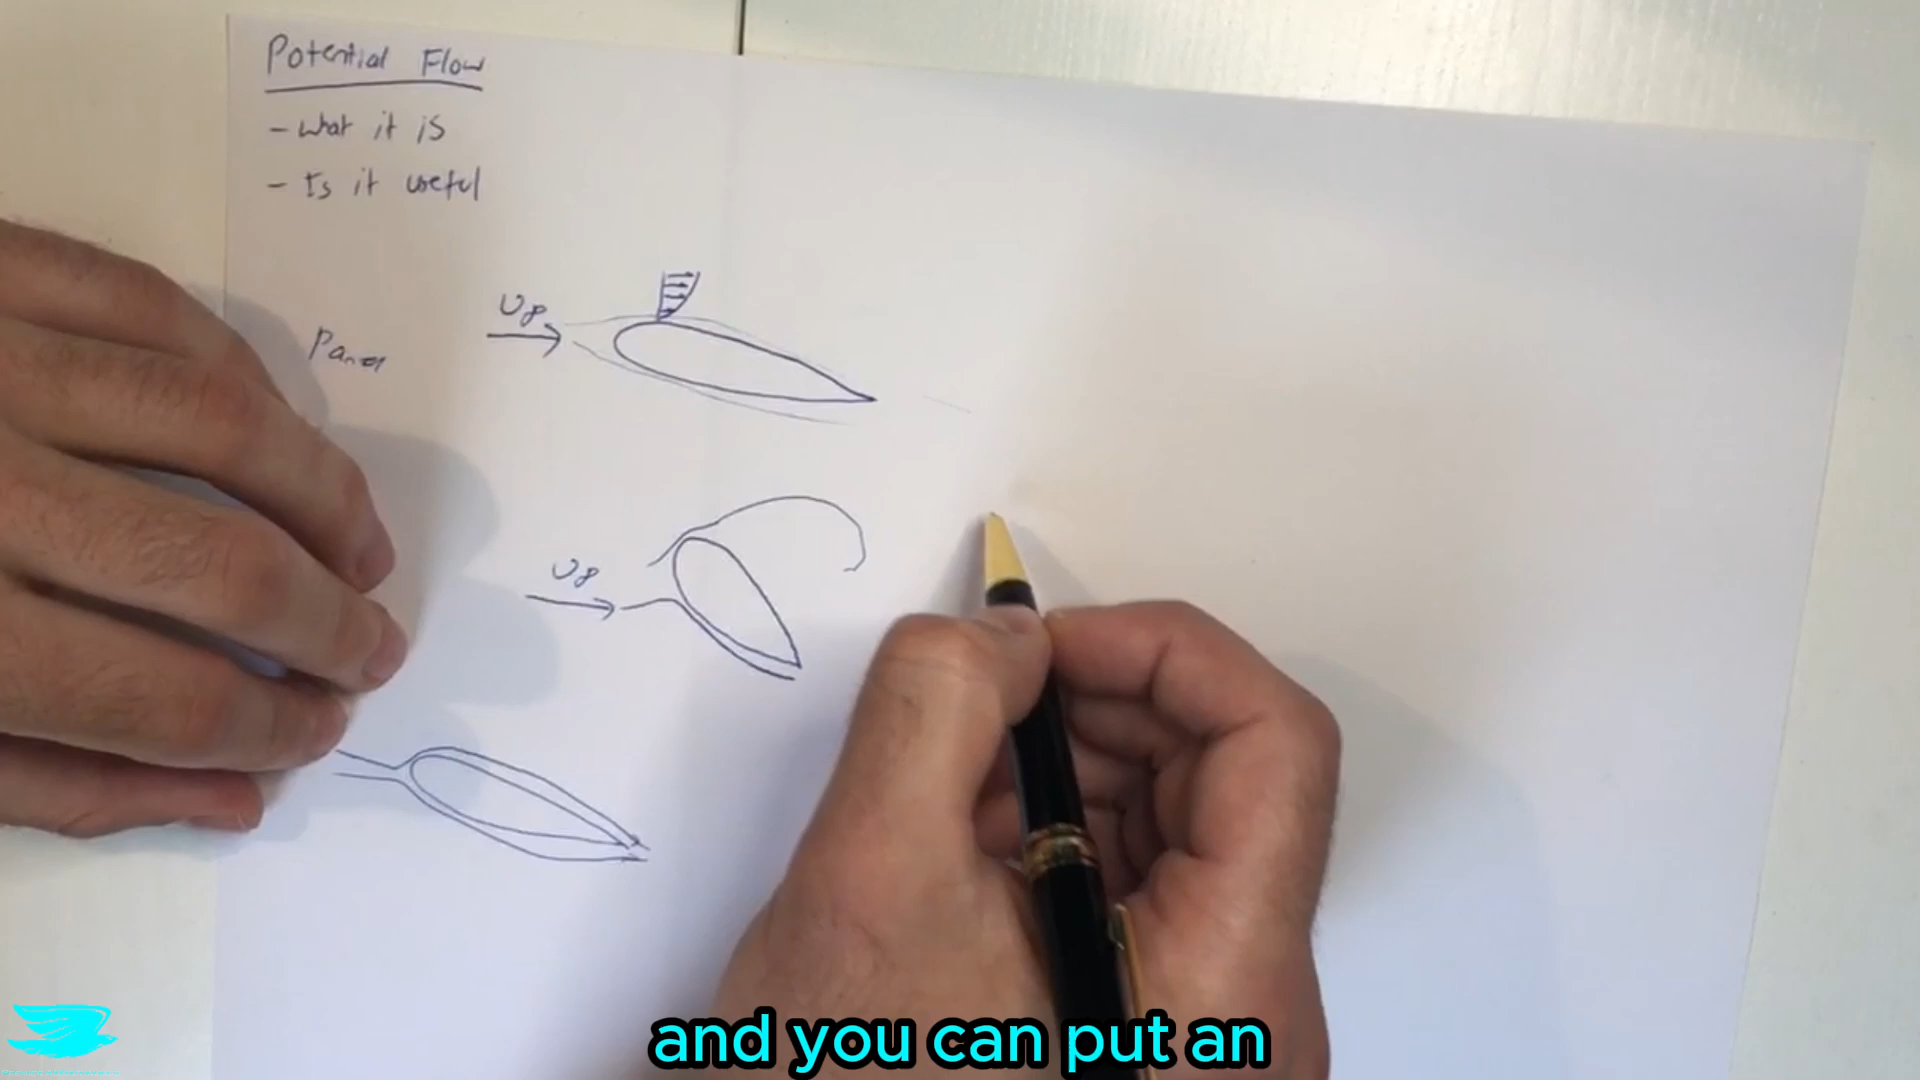 Potential Flow
- What it is
- Is it useful
U∞
Panel
U∞
and you can put an